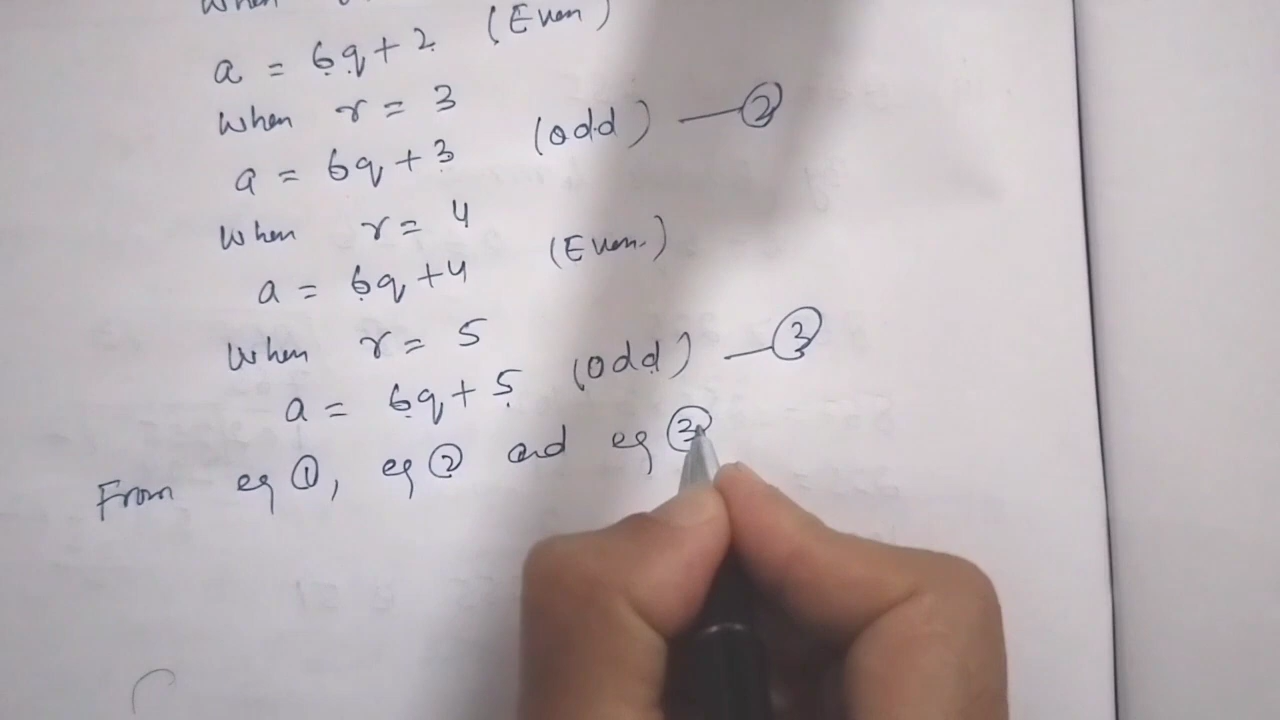 When
a = 6q + 2 (Even)
When r = 3
a = 6q + 3 (odd) — ②
When r = 4
a = 6q + 4 (Even.)
When r = 5
a = 6q + 5 (odd) — ③
From eq ①, eq ② and eq ③